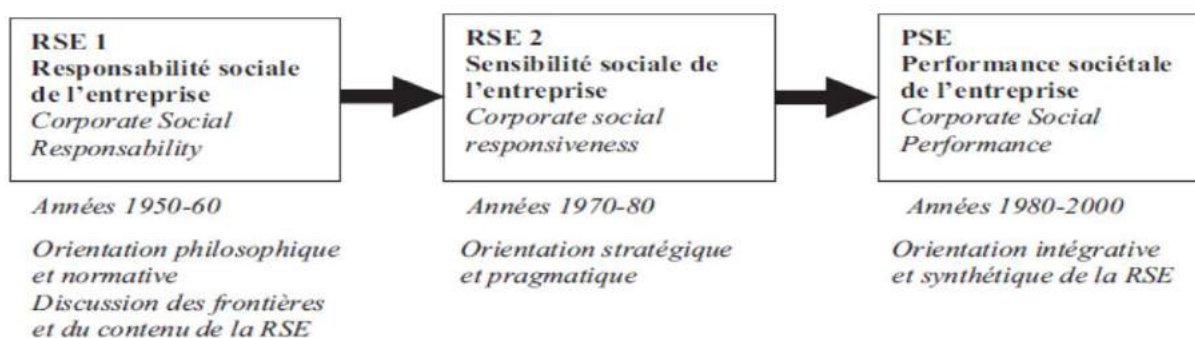 RSE 1
Responsabilité sociale
de l'entreprise
Corporate Social
Responsability
Années 1950-60
Orientation philosophique
et normative
Discussion des frontières
et du contenu de la RSE
RSE 2
Sensibilité sociale de
l'entreprise
Corporate social
responsiveness
Années 1970-80
Orientation stratégique
et pragmatique
PSE
Performance sociétale
de l'entreprise
Corporate Social
Performance
Années 1980-2000
Orientation intégrative
et synthétique de la RSE